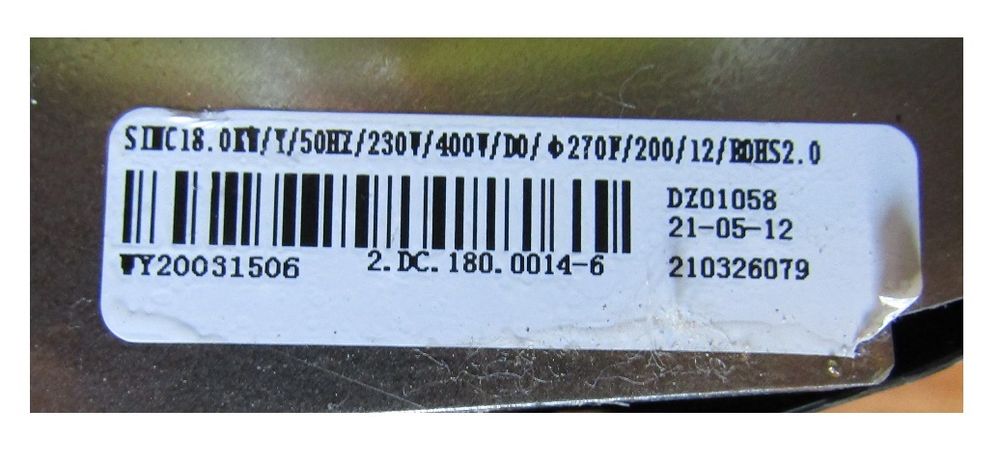 SIMC18.0KW/Y/50HZ/230V/400V/D0/Φ270F/200/12/ROHS2.0
DZ01058
21-05-12
WY20031506 2.DC.180.0014-6 210326079